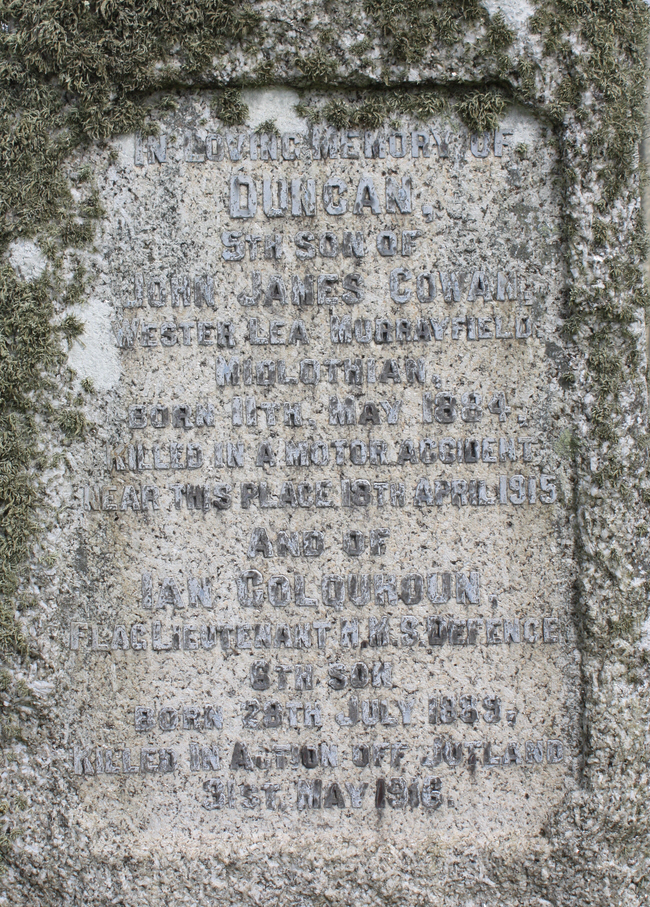 IN LOVING MEMORY OF
DUNCAN,
5TH SON OF
JOHN JAMES COWAN,
WESTER LEA MURRAYFIELD,
MIDLOTHIAN,
BORN 11TH, MAY 1884,
KILLED IN A MOTOR ACCIDENT
NEAR THIS PLACE 18TH APRIL 1915
AND OF
IAN COLQUHOUN,
FLAG LIEUTENANT H.M.S. DEFENCE
8TH SON
BORN 28TH, JULY 1889,
KILLED IN ACTION OFF JUTLAND
31ST, MAY 1916.